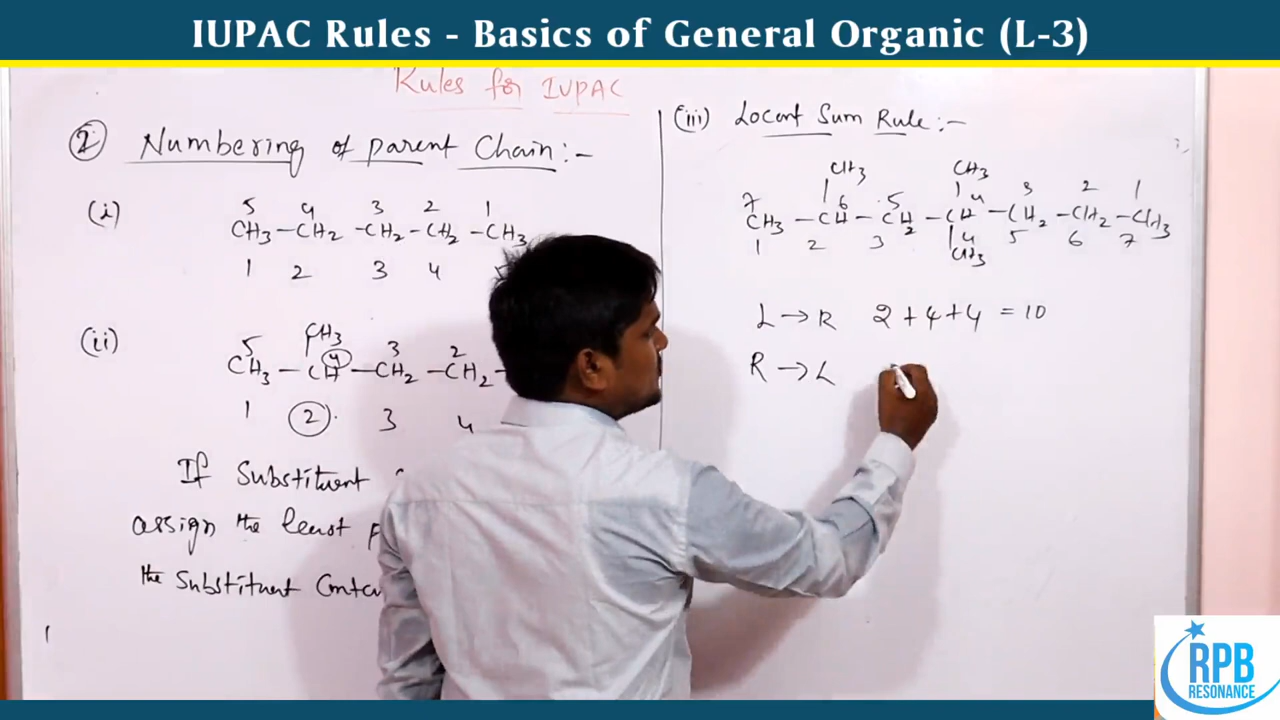 IUPAC Rules - Basics of General Organic (L-3)
Rules for IUPAC
② Numbering of parent Chain:-
(i)
5 4 3 2 1
CH3-CH2-CH2-CH2-CH3
1 2 3 4
(ii)
CH3
5 4 3 2
CH3-CH-CH2-CH2-
1 2 3 4
If Substituent
assign the least
the Substituent
(iii) Locant Sum Rule:-
CH3 CH3
7 6 5 4 3 2 1
CH3-CH-CH2-CH-CH2-CH2-CH3
1 2 3 4 5 6 7
CH3
L→R 2+4+4=10
R→L
RPB
RESONANCE